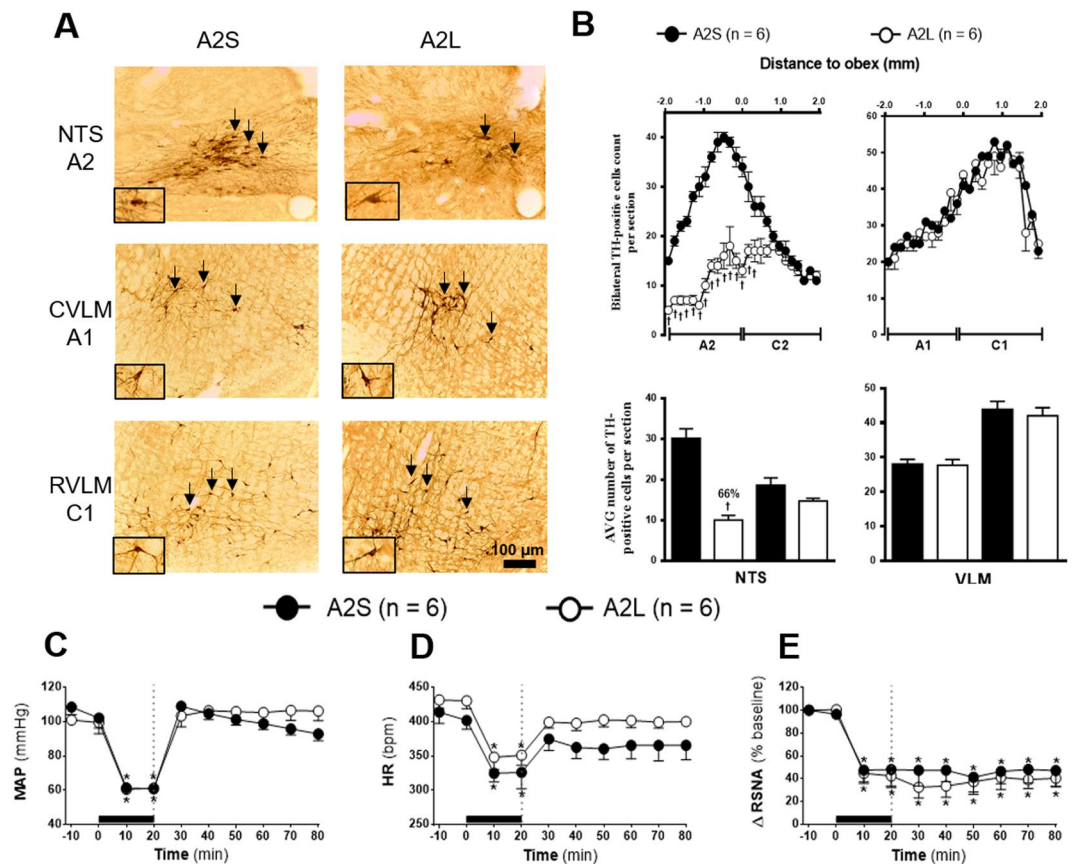 A
A2S A2L
NTS
A2
CVLM
A1
RVLM
C1
100 µm
B
A2S (n = 6) A2L (n = 6)
Distance to obex (mm)
-2.0 -1.0 0.0 1.0 2.0
-2.0 -1.0 0.0 1.0 2.0
Bilateral TH-positive cells count
per section
40
30
20
10
0
† † † † † † † † † † † † †
A2 C2
60
50
40
30
20
10
0
A1 C1
AVG number of TH-
positive cells per section
40
30
20
10
0
66%
†
NTS
50
40
30
20
10
0
VLM
A2S (n = 6) A2L (n = 6)
C
MAP (mmHg)
120
100
80
60
40
* *
* *
-10 0 10 20 30 40 50 60 70 80
Time (min)
D
HR (bpm)
450
400
350
300
250
* *
* *
-10 0 10 20 30 40 50 60 70 80
Time (min)
E
Δ RSNA (% baseline)
120
100
80
60
40
20
0
* * * * * * * *
* * * * * * * *
-10 0 10 20 30 40 50 60 70 80
Time (min)